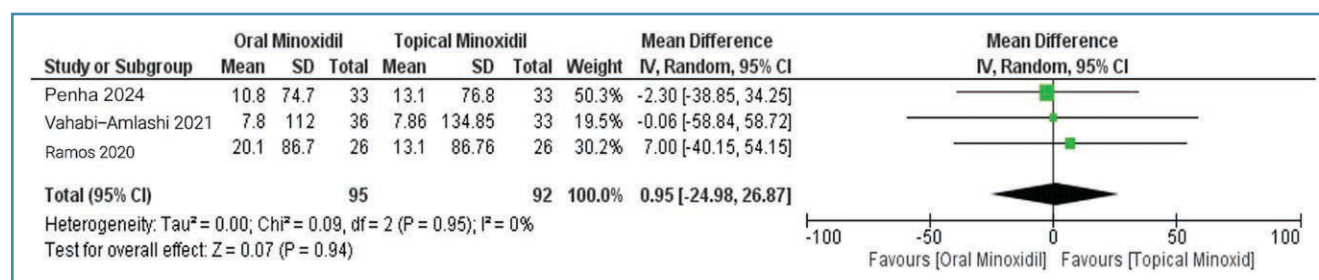 Oral Minoxidil Topical Minoxidil Mean Difference Mean Difference
Study or Subgroup Mean SD Total Mean SD Total Weight IV, Random, 95% CI IV, Random, 95% CI
Penha 2024 10.8 74.7 33 13.1 76.8 33 50.3% -2.30 [-38.85, 34.25]
Vahabi–Amlashi 2021 7.8 112 36 7.86 134.85 33 19.5% -0.06 [-58.84, 58.72]
Ramos 2020 20.1 86.7 26 13.1 86.76 26 30.2% 7.00 [-40.15, 54.15]
Total (95% CI) 95 92 100.0% 0.95 [-24.98, 26.87]
Heterogeneity: Tau² = 0.00; Chi² = 0.09, df = 2 (P = 0.95); I² = 0%
Test for overall effect: Z = 0.07 (P = 0.94)
-100 -50 0 50 100
Favours [Oral Minoxidil] Favours [Topical Minoxid]